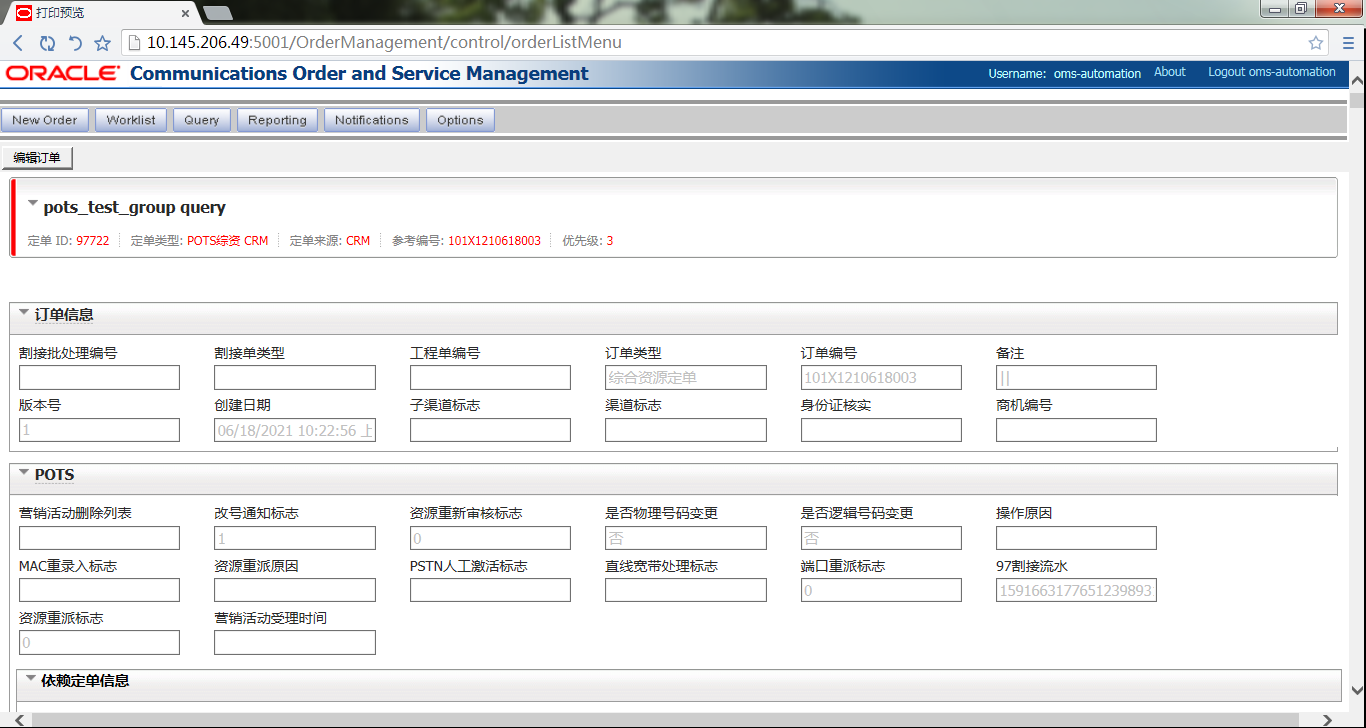 打印预览
10.145.206.49:5001/OrderManagement/control/orderListMenu
ORACLE Communications Order and Service Management
Username: oms-automation About Logout oms-automation
New Order Worklist Query Reporting Notifications Options
编辑订单
pots_test_group query
定单 ID: 97722 定单类型: POTS综资 CRM 定单来源: CRM 参考编号: 101X1210618003 优先级: 3
订单信息
割接批处理编号 割接单类型 工程单编号 订单类型 订单编号 备注
综合资源定单 101X1210618003 ||
版本号 创建日期 子渠道标志 渠道标志 身份证核实 商机编号
1 06/18/2021 10:22:56 上
POTS
营销活动删除列表 改号通知标志 资源重新审核标志 是否物理号码变更 是否逻辑号码变更 操作原因
1 0 否 否
MAC重录入标志 资源重派原因 PSTN人工激活标志 直线宽带处理标志 端口重派标志 97割接流水
0 1591663177651239893
资源重派标志 营销活动受理时间
0
依赖定单信息